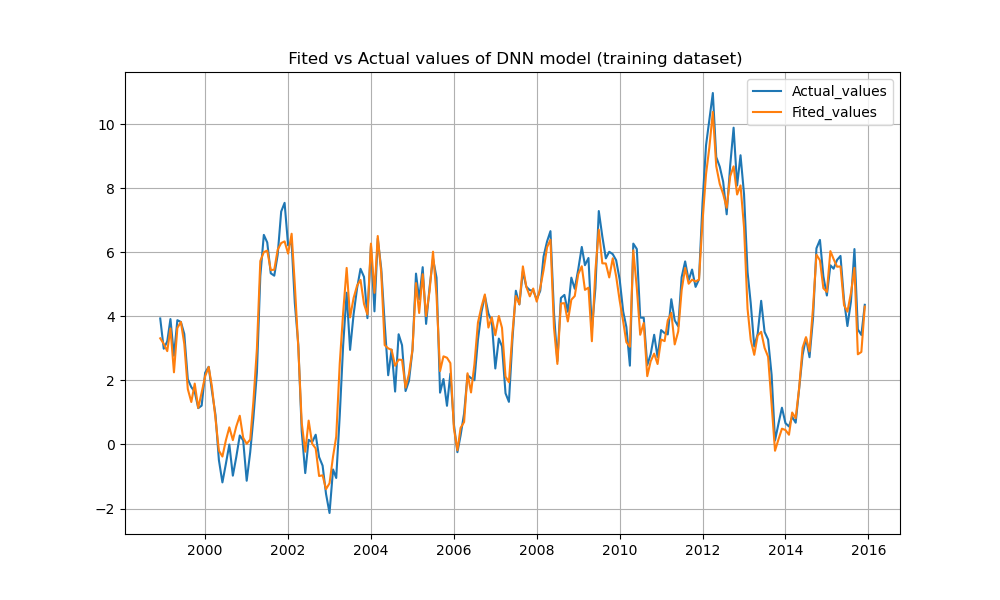 Fited vs Actual values of DNN model (training dataset)
Actual_values
Fited_values
10
8
6
4
2
0
−2
2000 2002 2004 2006 2008 2010 2012 2014 2016